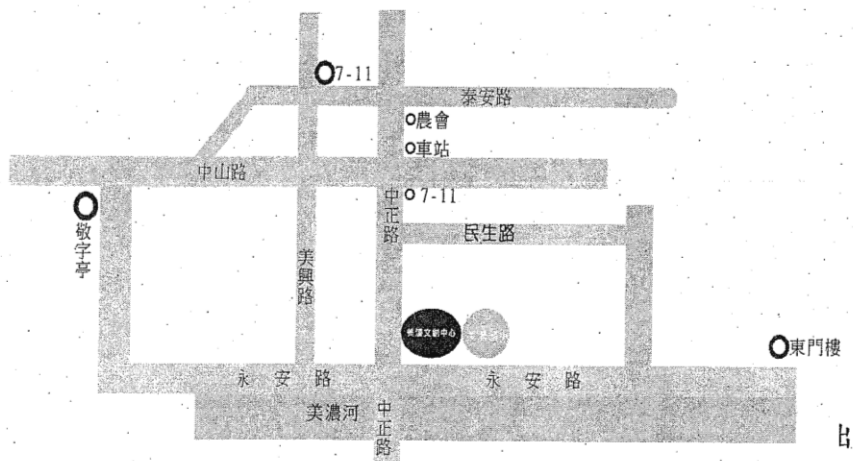 7-11
泰安路
農會
車站
中山路
7-11
中正路
敬字亭
民生路
美興路
美濃文創中心
東門樓
永安路
永安路
美濃河
中正路